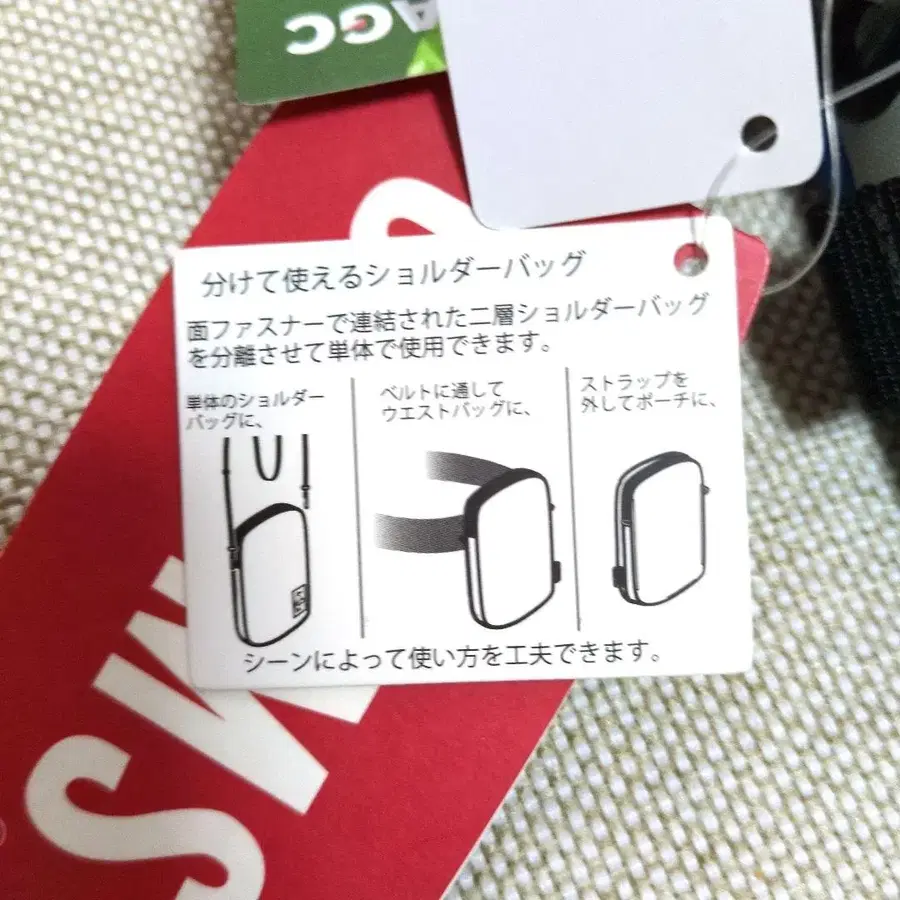 AGC
分けて使えるショルダーバッグ
面ファスナーで連結された二層ショルダーバッグ
を分離させて単体で使用できます。
単体のショルダー
バッグに、
ベルトに通して
ウエストバッグに、
ストラップを
外してポーチに、
シーンによって使い方を工夫できます。
SW